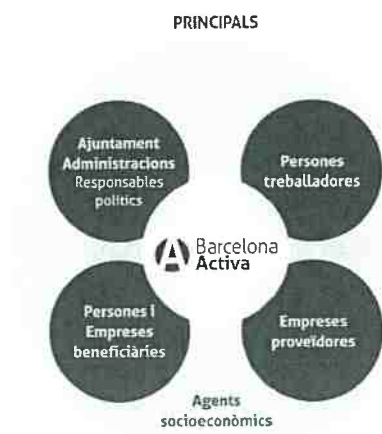 PRINCIPALS
Ajuntament
Administracions
Responsables
polítics
Persones
treballadores
Barcelona
Activa
Persones i
Empreses
beneficiàries
Empreses
proveïdores
Agents
socioeconòmics